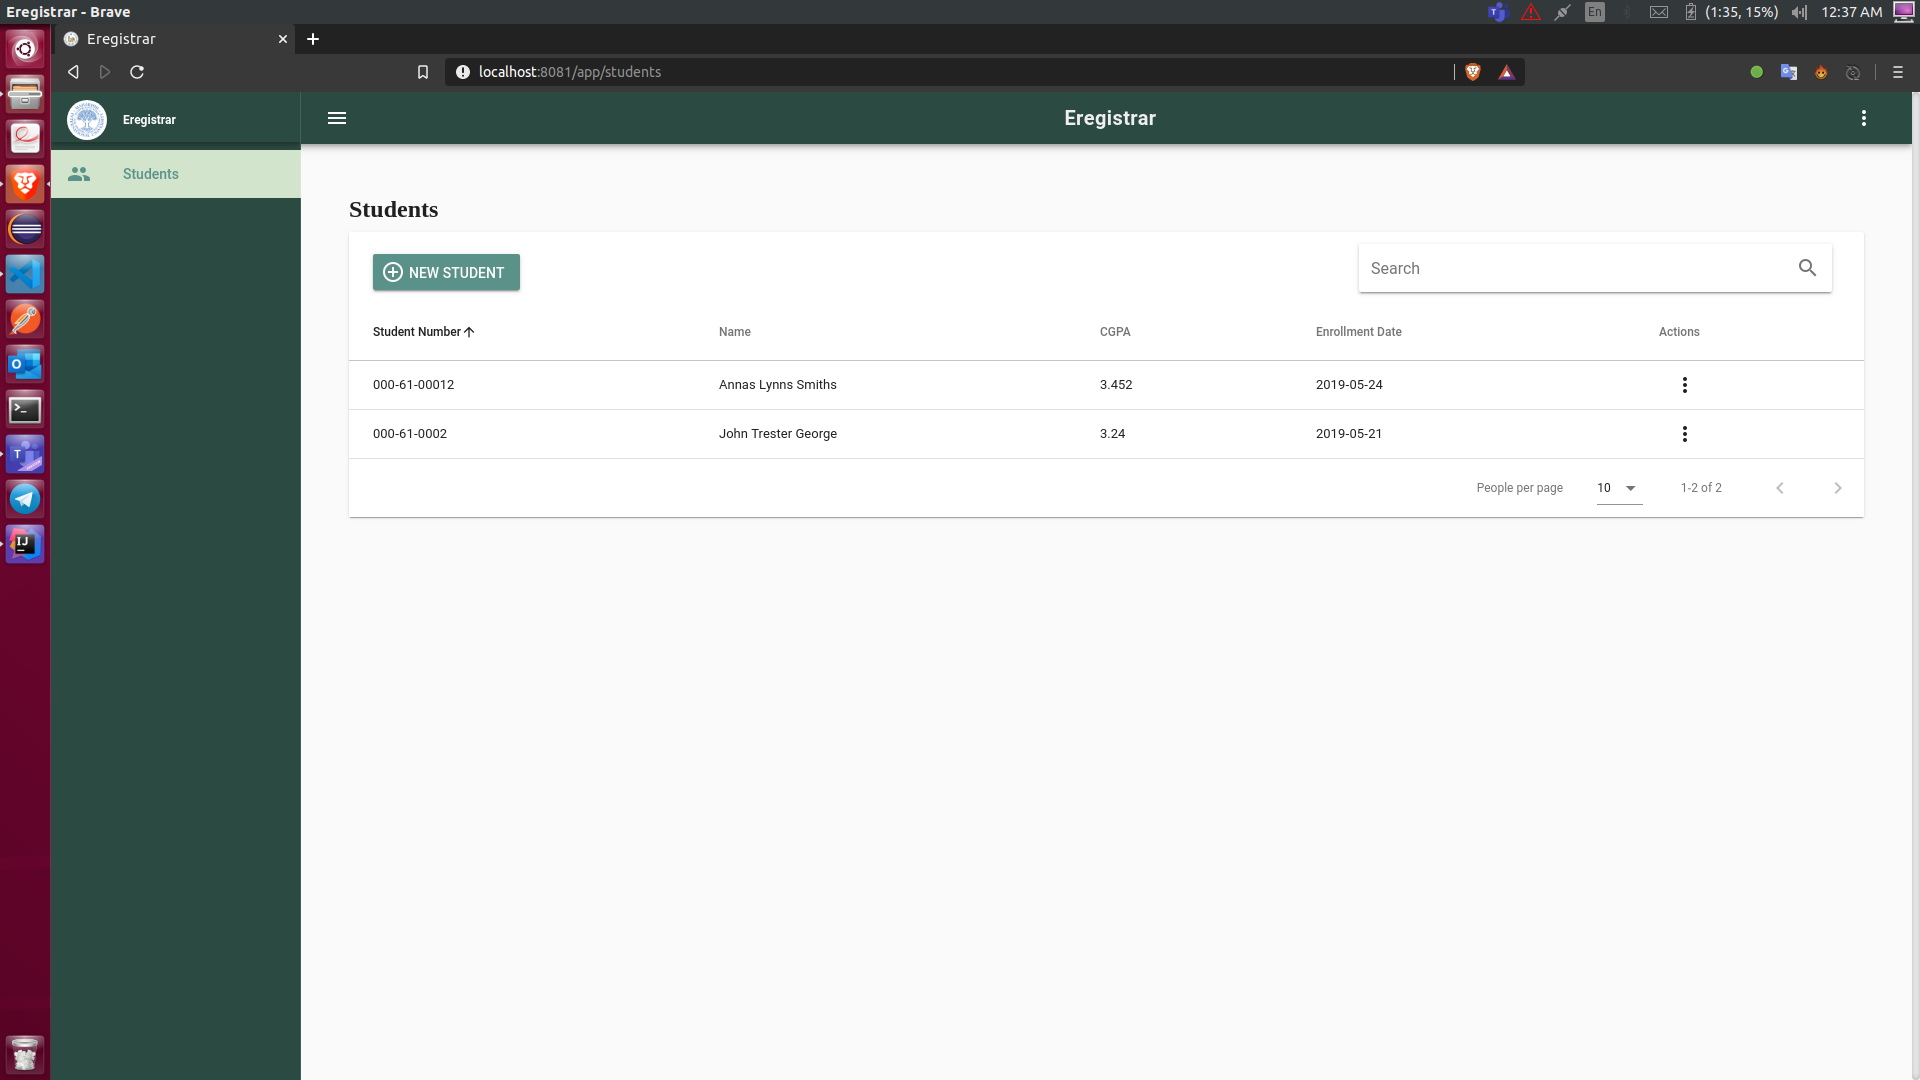 Eregistrar - Brave
En
(1:35, 15%)
12:37 AM
Eregistrar
localhost:8081/app/students
Eregistrar
Eregistrar
Students
Students
NEW STUDENT
Search
Student Number Name CGPA Enrollment Date Actions
000-61-00012 Annas Lynns Smiths 3.452 2019-05-24
000-61-0002 John Trester George 3.24 2019-05-21
People per page 10 1-2 of 2